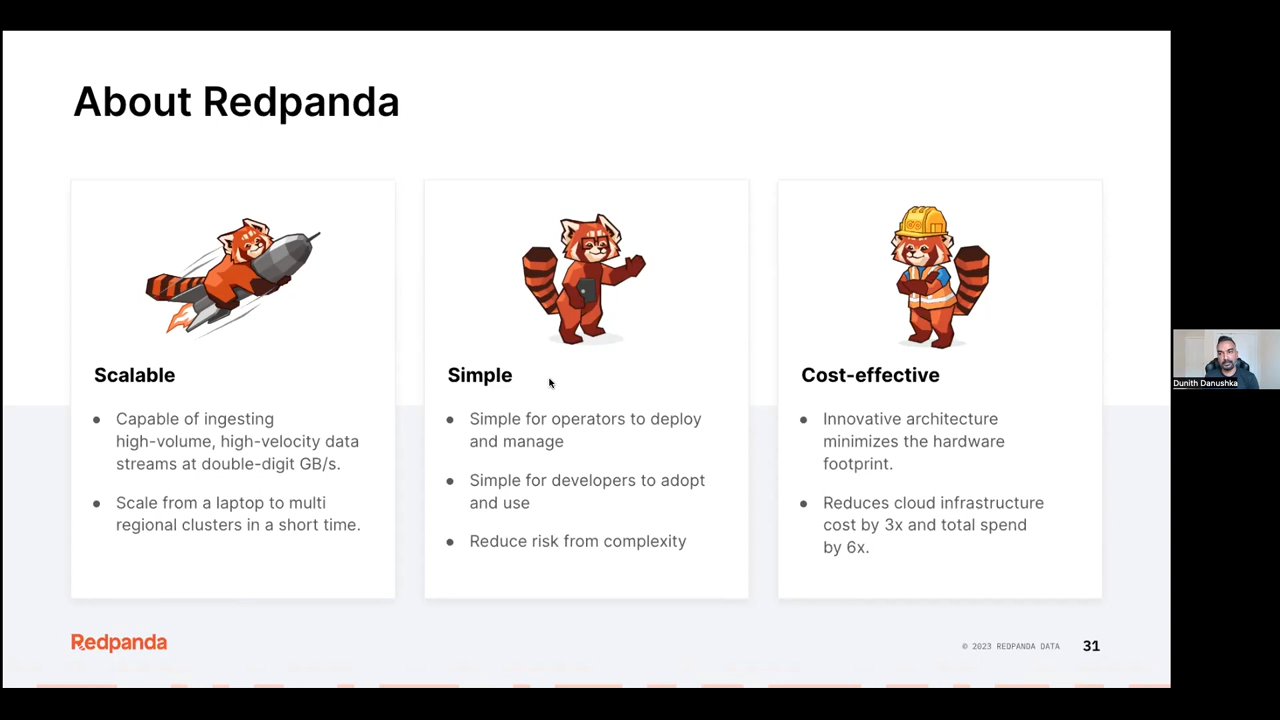 About Redpanda
Scalable
● Capable of ingesting
high-volume, high-velocity data
streams at double-digit GB/s.
● Scale from a laptop to multi
regional clusters in a short time.
Simple
● Simple for operators to deploy
and manage
● Simple for developers to adopt
and use
● Reduce risk from complexity
Cost-effective
● Innovative architecture
minimizes the hardware
footprint.
● Reduces cloud infrastructure
cost by 3x and total spend
by 6x.
Dunith Danushka
Redpanda
© 2023 REDPANDA DATA
31